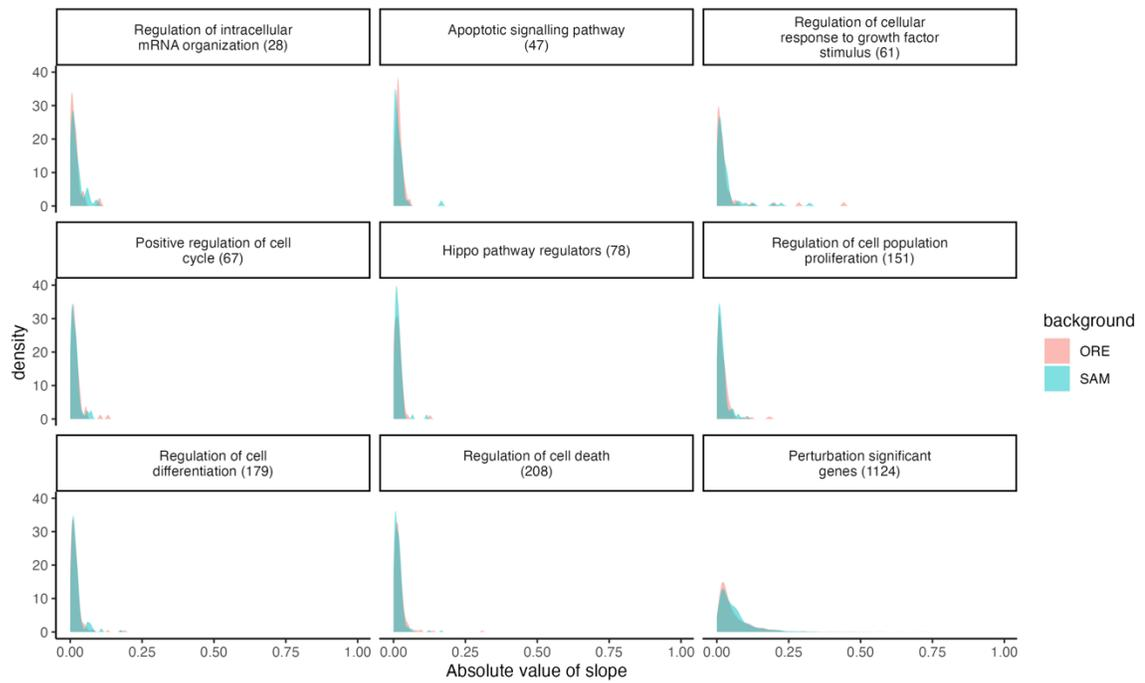 Regulation of intracellular
mRNA organization (28)
Apoptotic signalling pathway
(47)
Regulation of cellular
response to growth factor
stimulus (61)
40
30
20
10
0
Positive regulation of cell
cycle (67)
Hippo pathway regulators (78)
Regulation of cell population
proliferation (151)
40
30
20
10
0
density
background
ORE
SAM
Regulation of cell
differentiation (179)
Regulation of cell death
(208)
Perturbation significant
genes (1124)
40
30
20
10
0
0.00 0.25 0.50 0.75 1.00 0.00 0.25 0.50 0.75 1.00 0.00 0.25 0.50 0.75 1.00
Absolute value of slope